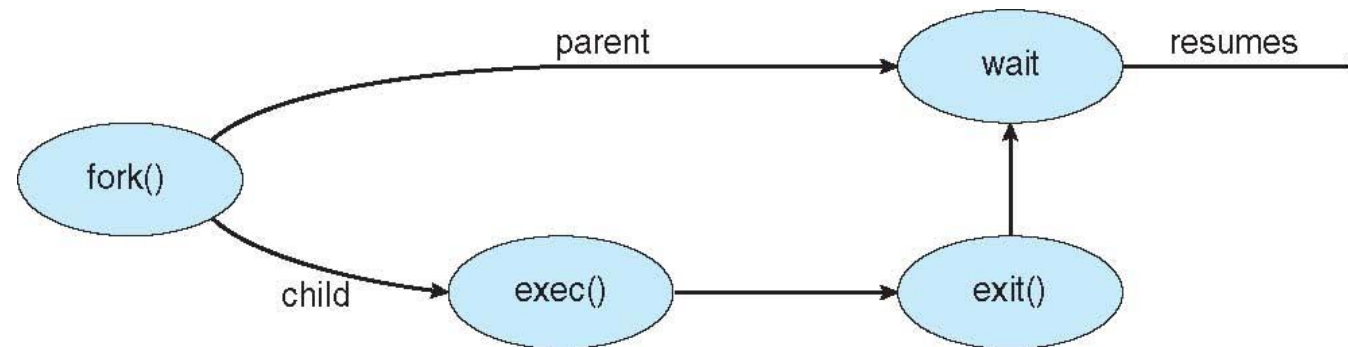 parent
wait
resumes
fork()
child
exec()
exit()